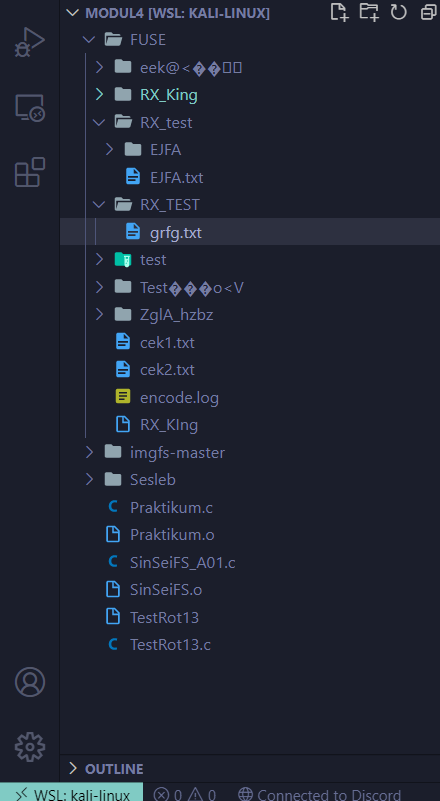 MODUL4 [WSL: KALI-LINUX]
FUSE
eek@<��▯▯
RX_King
RX_test
EJFA
EJFA.txt
RX_TEST
grfg.txt
test
Test���o<V
ZglA_hzbz
cek1.txt
cek2.txt
encode.log
RX_KIng
imgfs-master
Sesleb
Praktikum.c
Praktikum.o
SinSeiFS_A01.c
SinSeiFS.o
TestRot13
TestRot13.c
OUTLINE
WSL: kali-linux 0 0 Connected to Discord